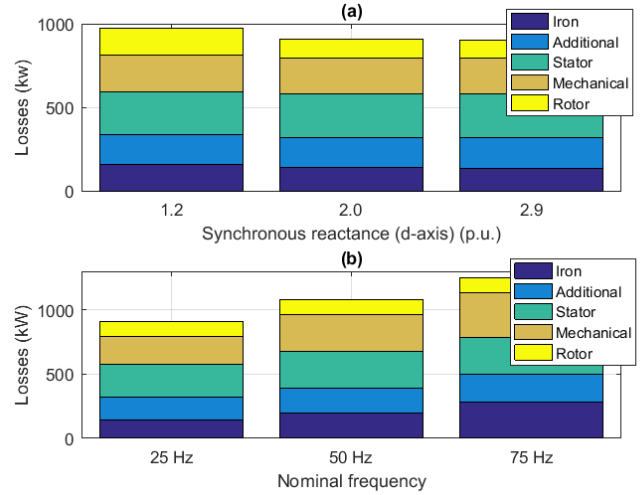 (a)
1000
500
0
Losses (kw)
Iron
Additional
Stator
Mechanical
Rotor
1.2 2.0 2.9
Synchronous reactance (d-axis) (p.u.)
(b)
1000
500
0
Losses (kW)
Iron
Additional
Stator
Mechanical
Rotor
25 Hz 50 Hz 75 Hz
Nominal frequency